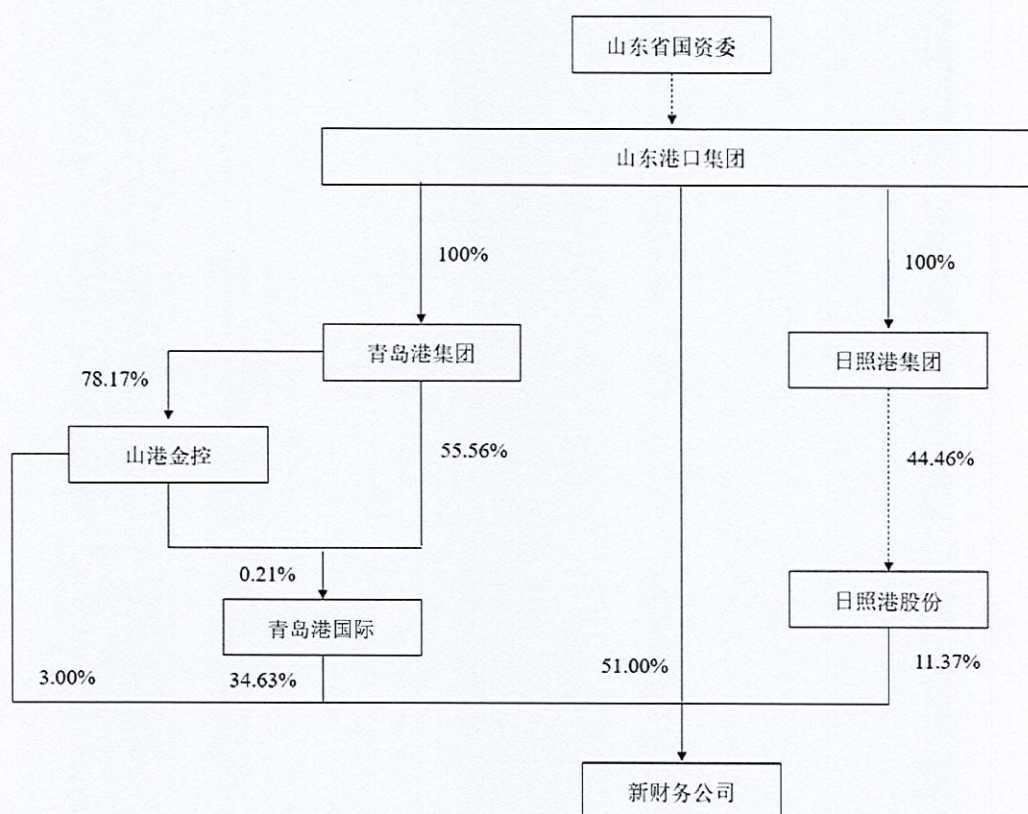 山东省国资委
山东港口集团
100%
100%
青岛港集团
日照港集团
78.17%
山港金控
55.56%
44.46%
0.21%
青岛港国际
日照港股份
3.00%
34.63%
51.00%
11.37%
新财务公司